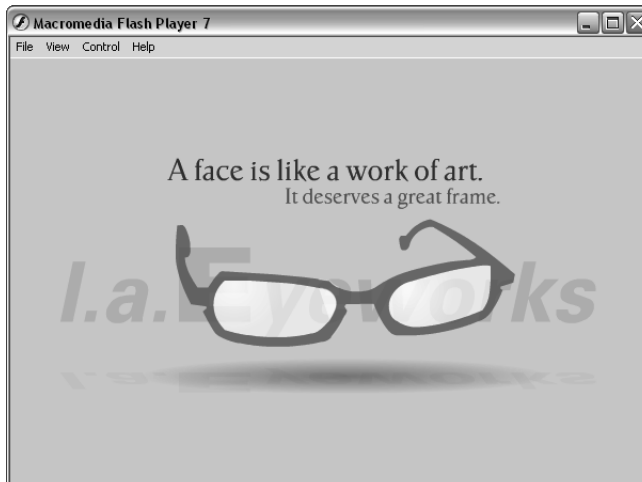 Macromedia Flash Player 7
File View Control Help
A face is like a work of art.
It deserves a great frame.
l.a.Eyeworks